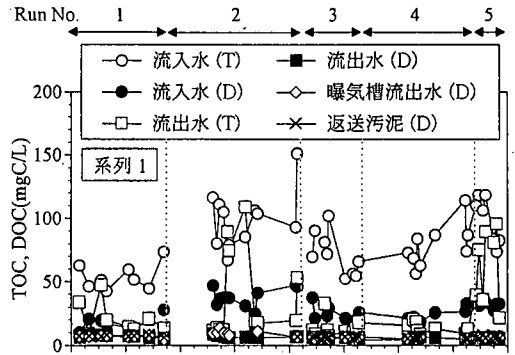 Run No.
1 2 3 4 5
流入水 (T)
流出水 (D)
流入水 (D)
曝気槽流出水 (D)
流出水 (T)
返送汚泥 (D)
系列 1
TOC, DOC(mgC/L)
200
150
100
50
0